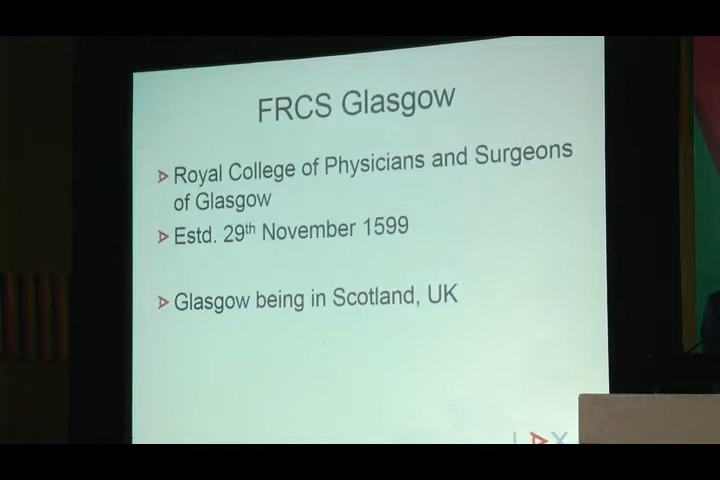 FRCS Glasgow
Royal College of Physicians and Surgeons
of Glasgow
Estd. 29th November 1599
Glasgow being in Scotland, UK